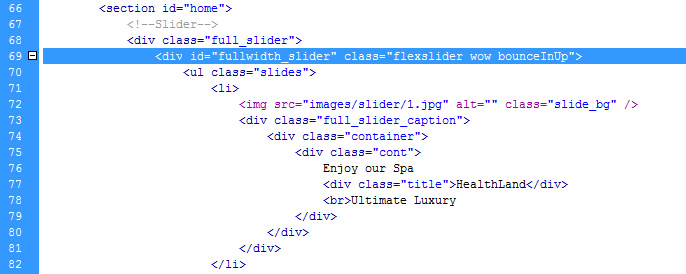 66 <section id="home">
67 <!--Slider-->
68 <div class="full_slider">
69 <div id="fullwidth_slider" class="flexslider wow bounceInUp">
70 <ul class="slides">
71 <li>
72 <img src="images/slider/1.jpg" alt="" class="slide_bg" />
73 <div class="full_slider_caption">
74 <div class="container">
75 <div class="cont">
76 Enjoy our Spa
77 <div class="title">HealthLand</div>
78 <br>Ultimate Luxury
79 </div>
80 </div>
81 </div>
82 </li>